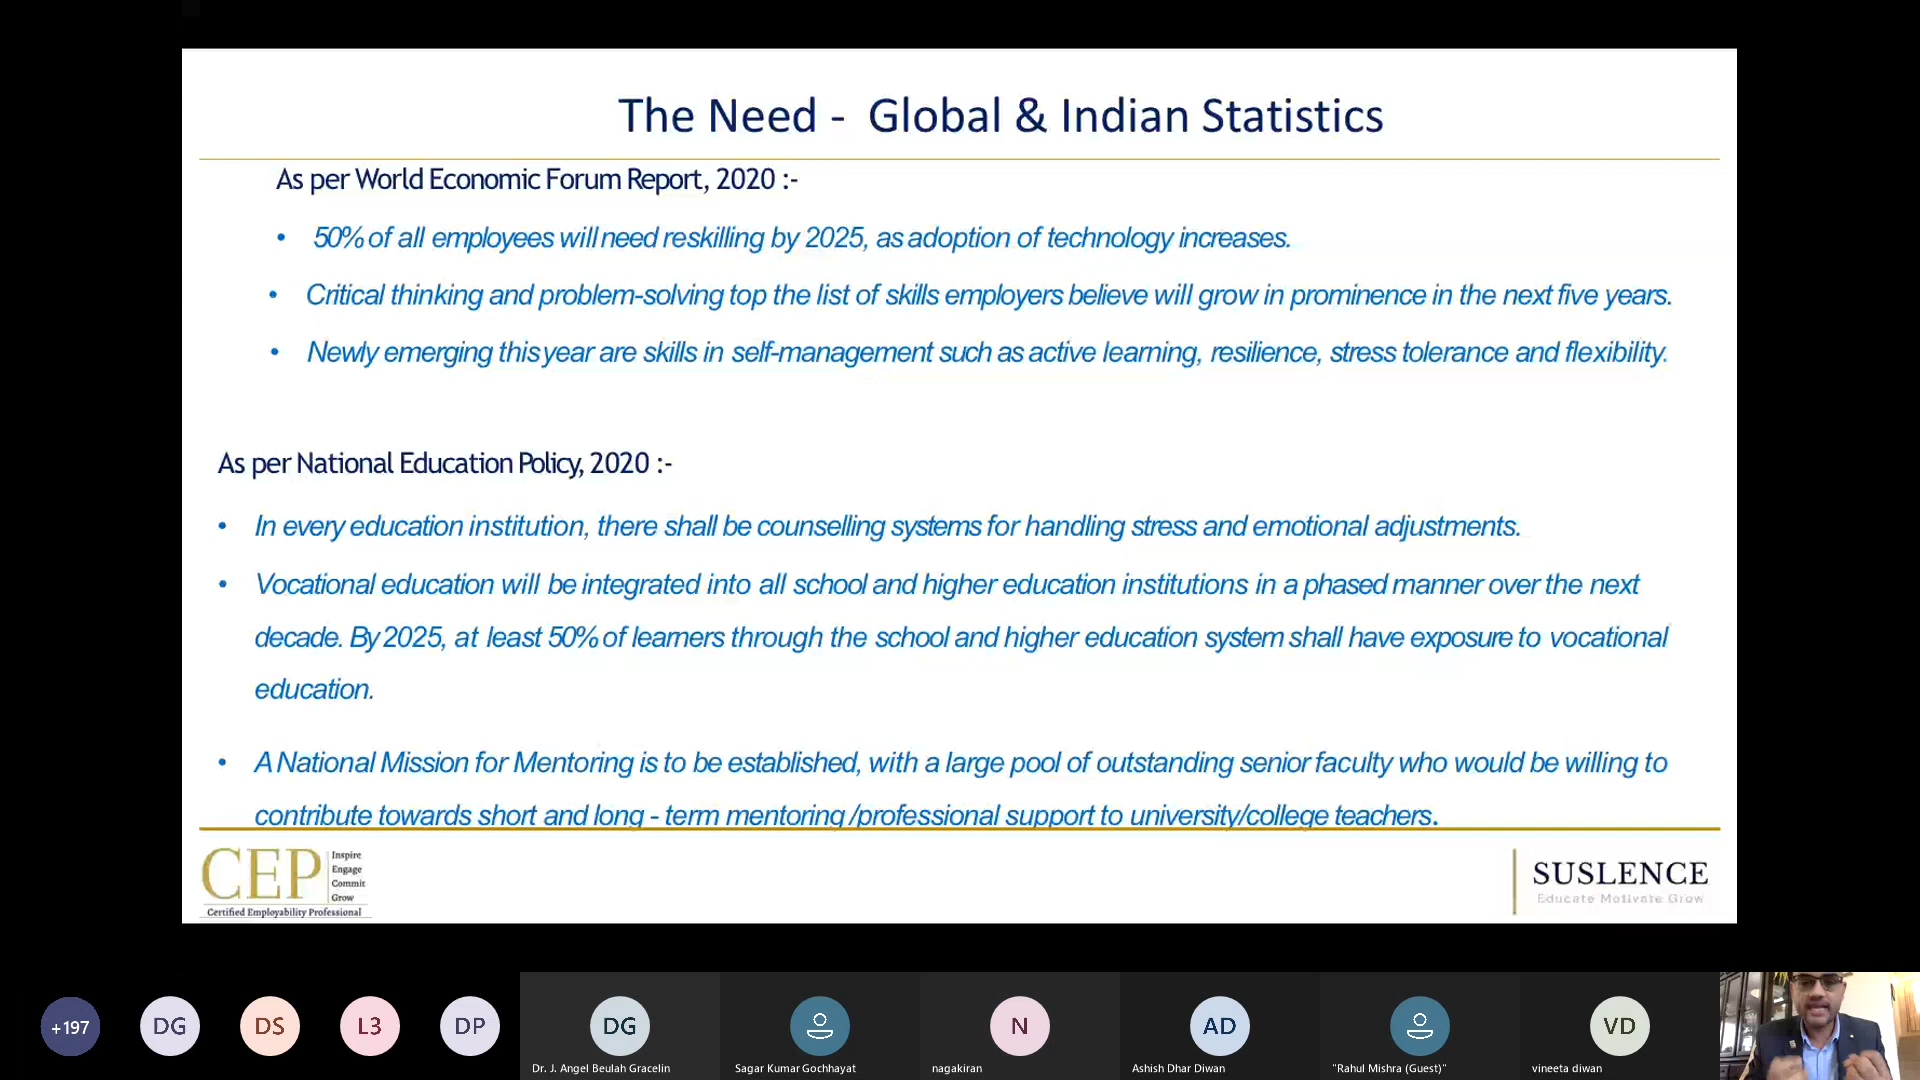 The Need - Global & Indian Statistics
As per World Economic Forum Report, 2020 :-
• 50% of all employees will need reskilling by 2025, as adoption of technology increases.
• Critical thinking and problem-solving top the list of skills employers believe will grow in prominence in the next five years.
• Newly emerging this year are skills in self-management such as active learning, resilience, stress tolerance and flexibility.
As per National Education Policy, 2020 :-
• In every education institution, there shall be counselling systems for handling stress and emotional adjustments.
• Vocational education will be integrated into all school and higher education institutions in a phased manner over the next
decade. By 2025, at least 50% of learners through the school and higher education system shall have exposure to vocational
education.
• A National Mission for Mentoring is to be established, with a large pool of outstanding senior faculty who would be willing to
contribute towards short and long - term mentoring /professional support to university/college teachers.
CEP
Inspire
Engage
Commit
Grow
Certified Employability Professional
SUSLENCE
Educate Motivate Grow
+197
DG
DS
L3
DP
DG
N
AD
VD
Dr. J. Angel Beulah Gracelin
Sagar Kumar Gochhayat
nagakiran
Ashish Dhar Diwan
"Rahul Mishra (Guest)"
vineeta diwan